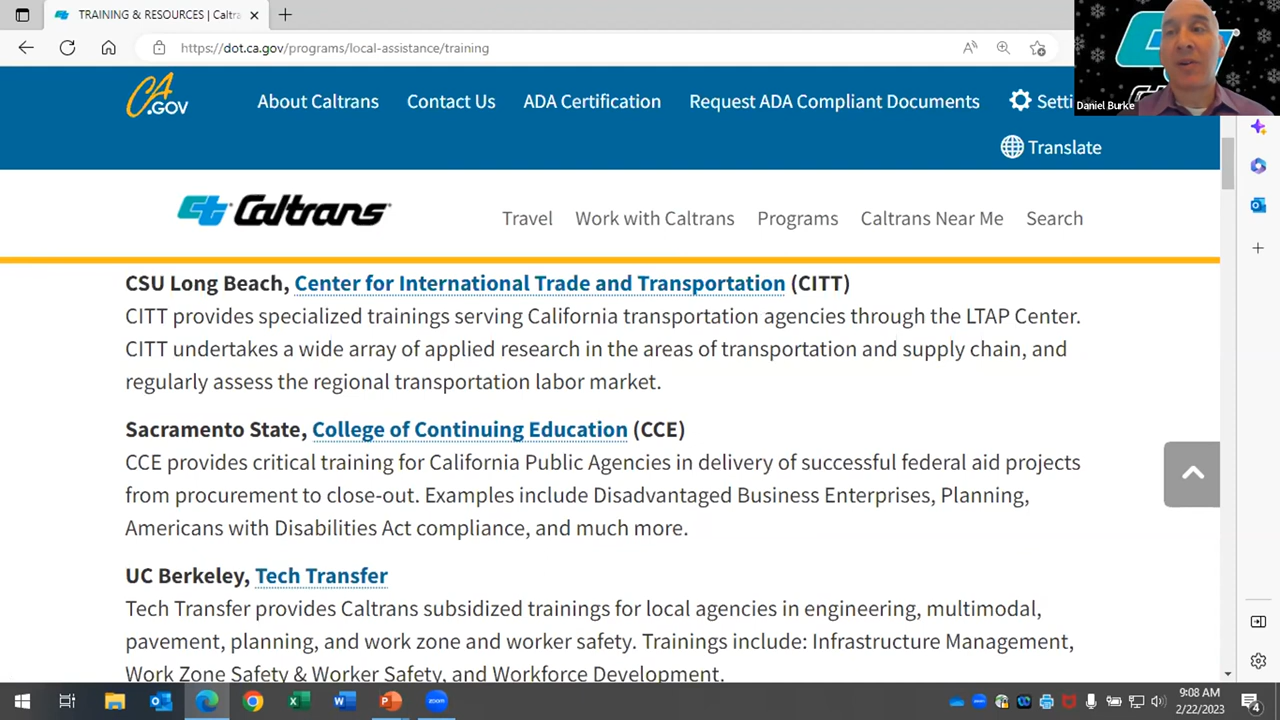 TRAINING & RESOURCES | Caltra
https://dot.ca.gov/programs/local-assistance/training
Daniel Burke
CA
.GOV
About Caltrans
Contact Us
ADA Certification
Request ADA Compliant Documents
Setti
Translate
ct Caltrans
Travel
Work with Caltrans
Programs
Caltrans Near Me
Search
CSU Long Beach, Center for International Trade and Transportation (CITT)
CITT provides specialized trainings serving California transportation agencies through the LTAP Center.
CITT undertakes a wide array of applied research in the areas of transportation and supply chain, and
regularly assess the regional transportation labor market.
Sacramento State, College of Continuing Education (CCE)
CCE provides critical training for California Public Agencies in delivery of successful federal aid projects
from procurement to close-out. Examples include Disadvantaged Business Enterprises, Planning,
Americans with Disabilities Act compliance, and much more.
UC Berkeley, Tech Transfer
Tech Transfer provides Caltrans subsidized trainings for local agencies in engineering, multimodal,
pavement, planning, and work zone and worker safety. Trainings include: Infrastructure Management,
Work Zone Safety & Worker Safety, and Workforce Development.
zoom
9:08 AM
2/22/2023
4